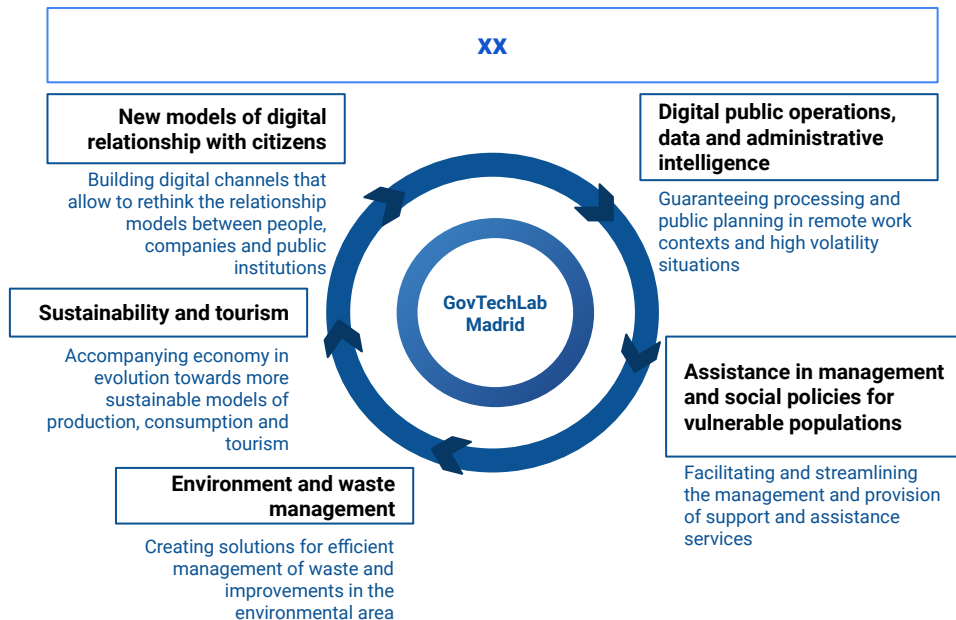 xx
New models of digital
relationship with citizens
Building digital channels that
allow to rethink the relationship
models between people,
companies and public
institutions
Digital public operations,
data and administrative
intelligence
Guaranteeing processing and
public planning in remote work
contexts and high volatility
situations
GovTechLab
Madrid
Sustainability and tourism
Accompanying economy in
evolution towards more
sustainable models of
production, consumption and
tourism
Assistance in management
and social policies for
vulnerable populations
Facilitating and streamlining
the management and provision
of support and assistance
services
Environment and waste
management
Creating solutions for efficient
management of waste and
improvements in the
environmental area